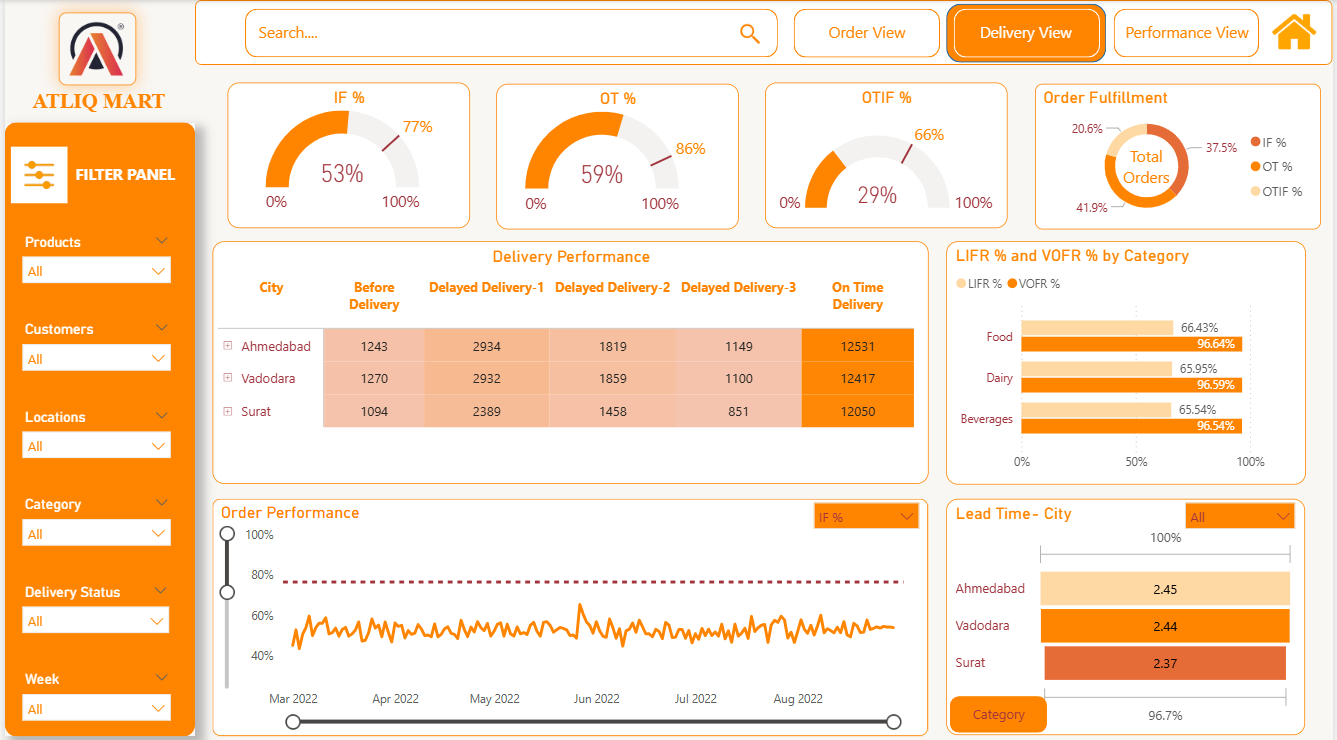 Search....
Order View
Delivery View
Performance View
®
ATLIQ MART
FILTER PANEL
Products
All
Customers
All
Locations
All
Category
All
Delivery Status
All
Week
All
IF %
77%
53%
0%
100%
OT %
86%
59%
0%
100%
OTIF %
66%
29%
0%
100%
Order Fulfillment
20.6%
37.5%
41.9%
Total
Orders
IF %
OT %
OTIF %
Delivery Performance
City Before Delivery Delayed Delivery-1 Delayed Delivery-2 Delayed Delivery-3 On Time Delivery
Ahmedabad 1243 2934 1819 1149 12531
Vadodara 1270 2932 1859 1100 12417
Surat 1094 2389 1458 851 12050
LIFR % and VOFR % by Category
LIFR % VOFR %
Food 66.43%
96.64%
Dairy 65.95%
96.59%
Beverages 65.54%
96.54%
0% 50% 100%
Order Performance
IF %
100%
80%
60%
40%
Mar 2022 Apr 2022 May 2022 Jun 2022 Jul 2022 Aug 2022
Lead Time- City
All
100%
Ahmedabad 2.45
Vadodara 2.44
Surat 2.37
96.7%
Category